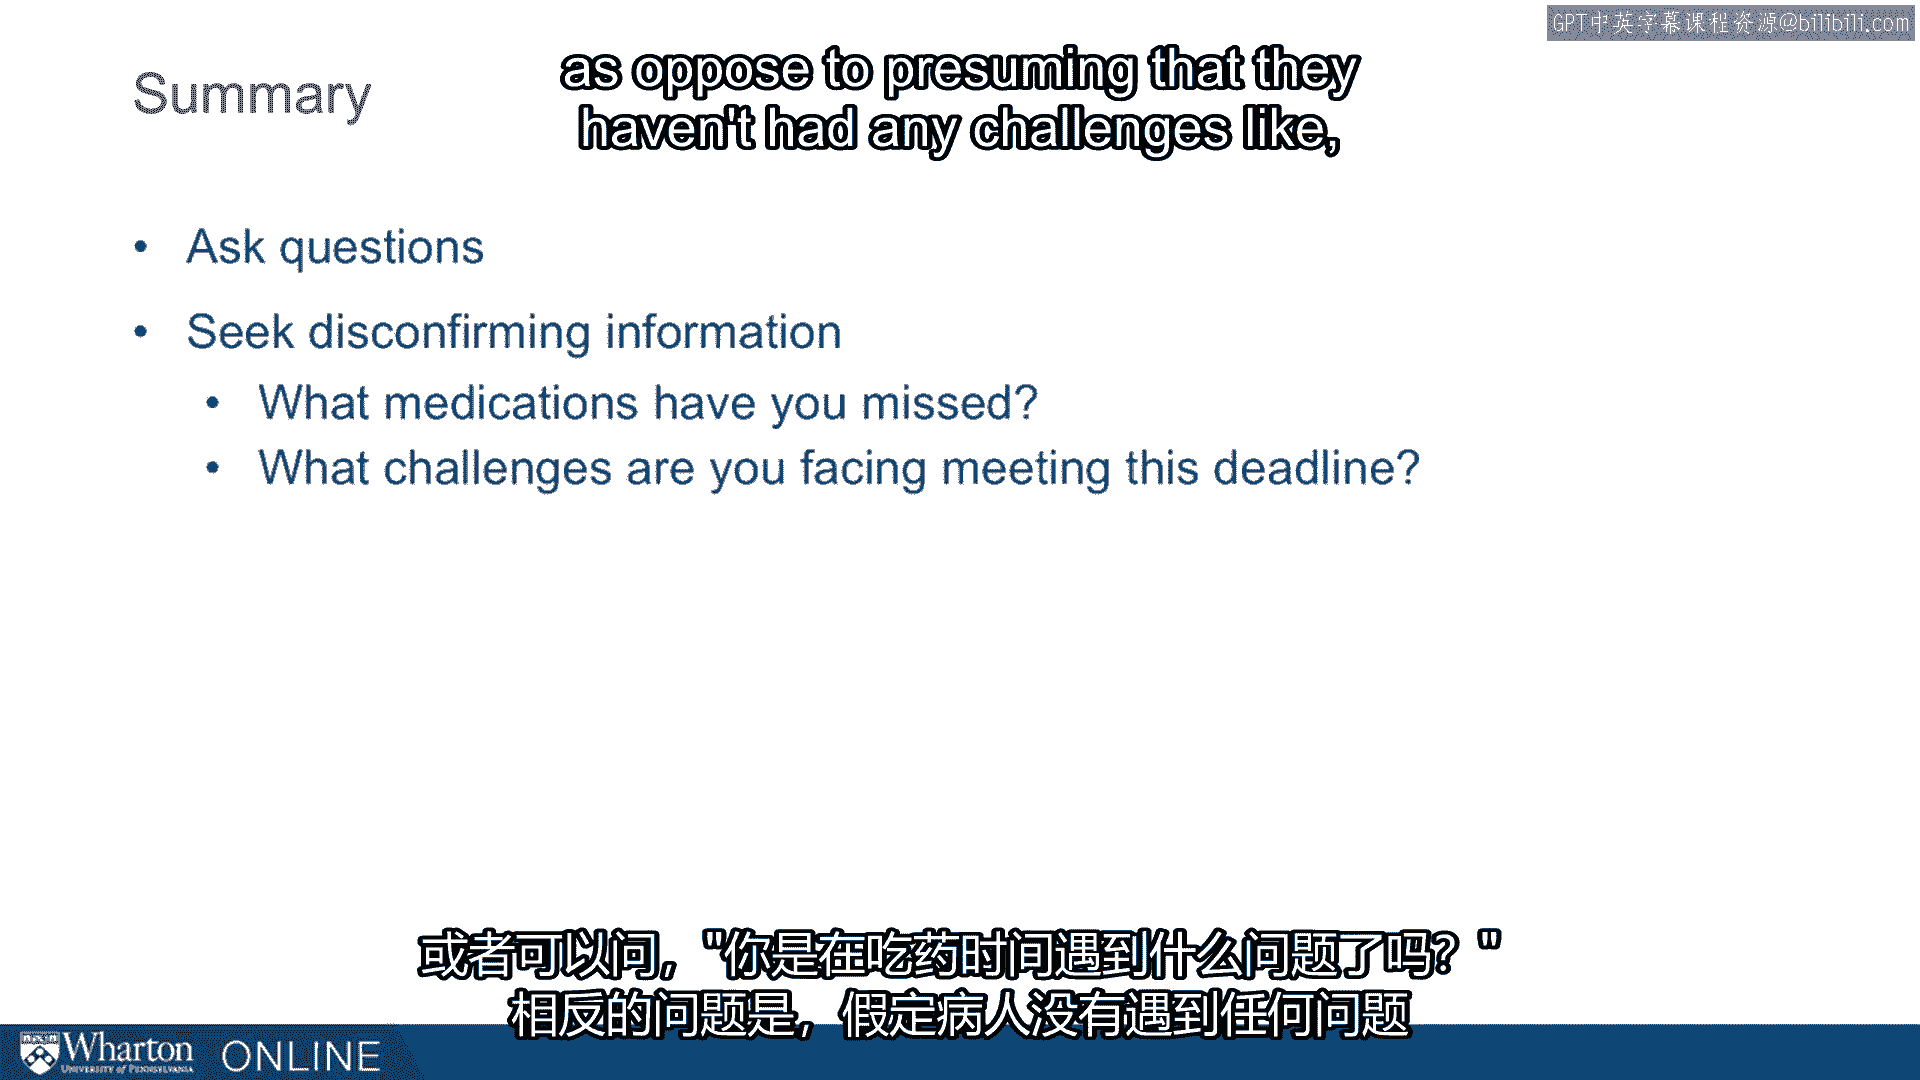 GPT中英字幕课程资源@bilibili.com
as oppose to presuming that they
haven't had any challenges like,
Summary
• Ask questions
• Seek disconfirming information
• What medications have you missed?
• What challenges are you facing meeting this deadline?
或者可以问，"你是在吃药时间遇到什么问题了吗？"
相反的问题是，假定病人没有遇到任何问题
Wharton
UNIVERSITY of PENNSYLVANIA
ONLINE